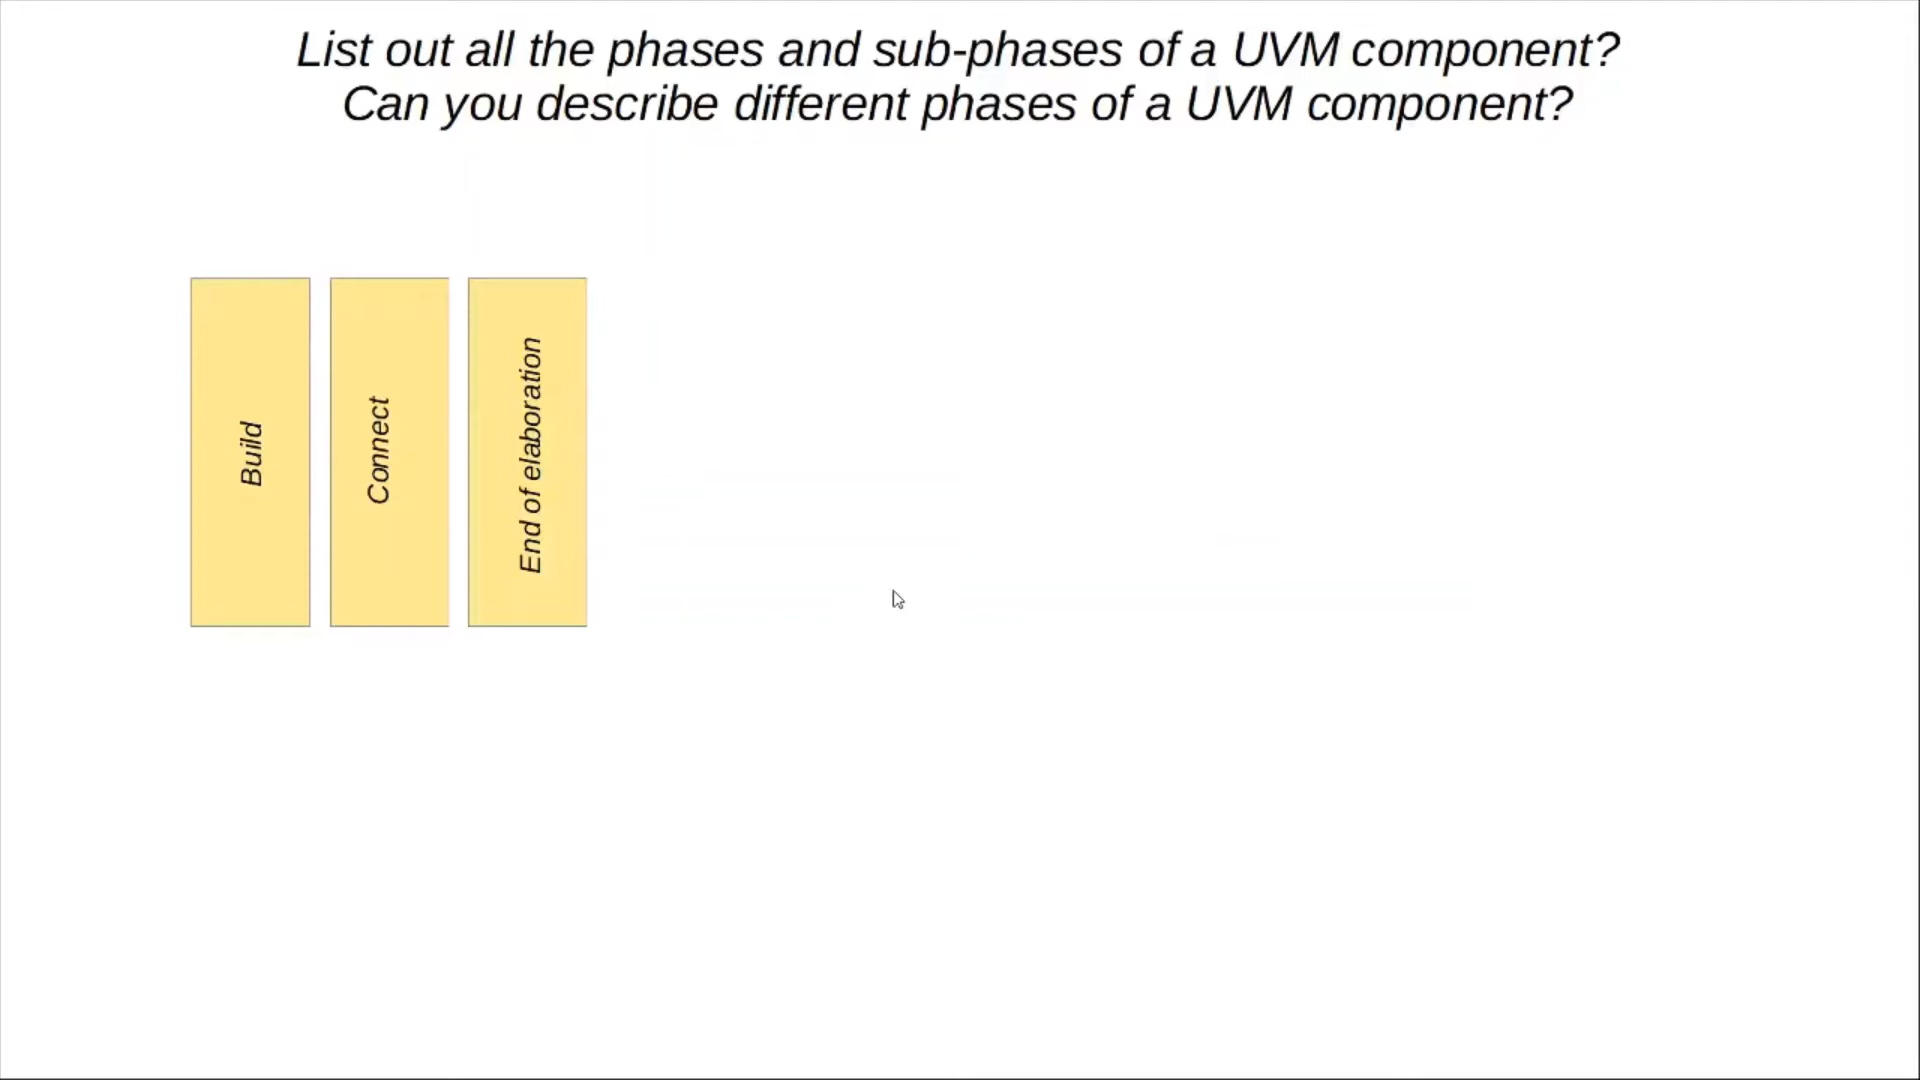 List out all the phases and sub-phases of a UVM component?
Can you describe different phases of a UVM component?
Build
Connect
End of elaboration